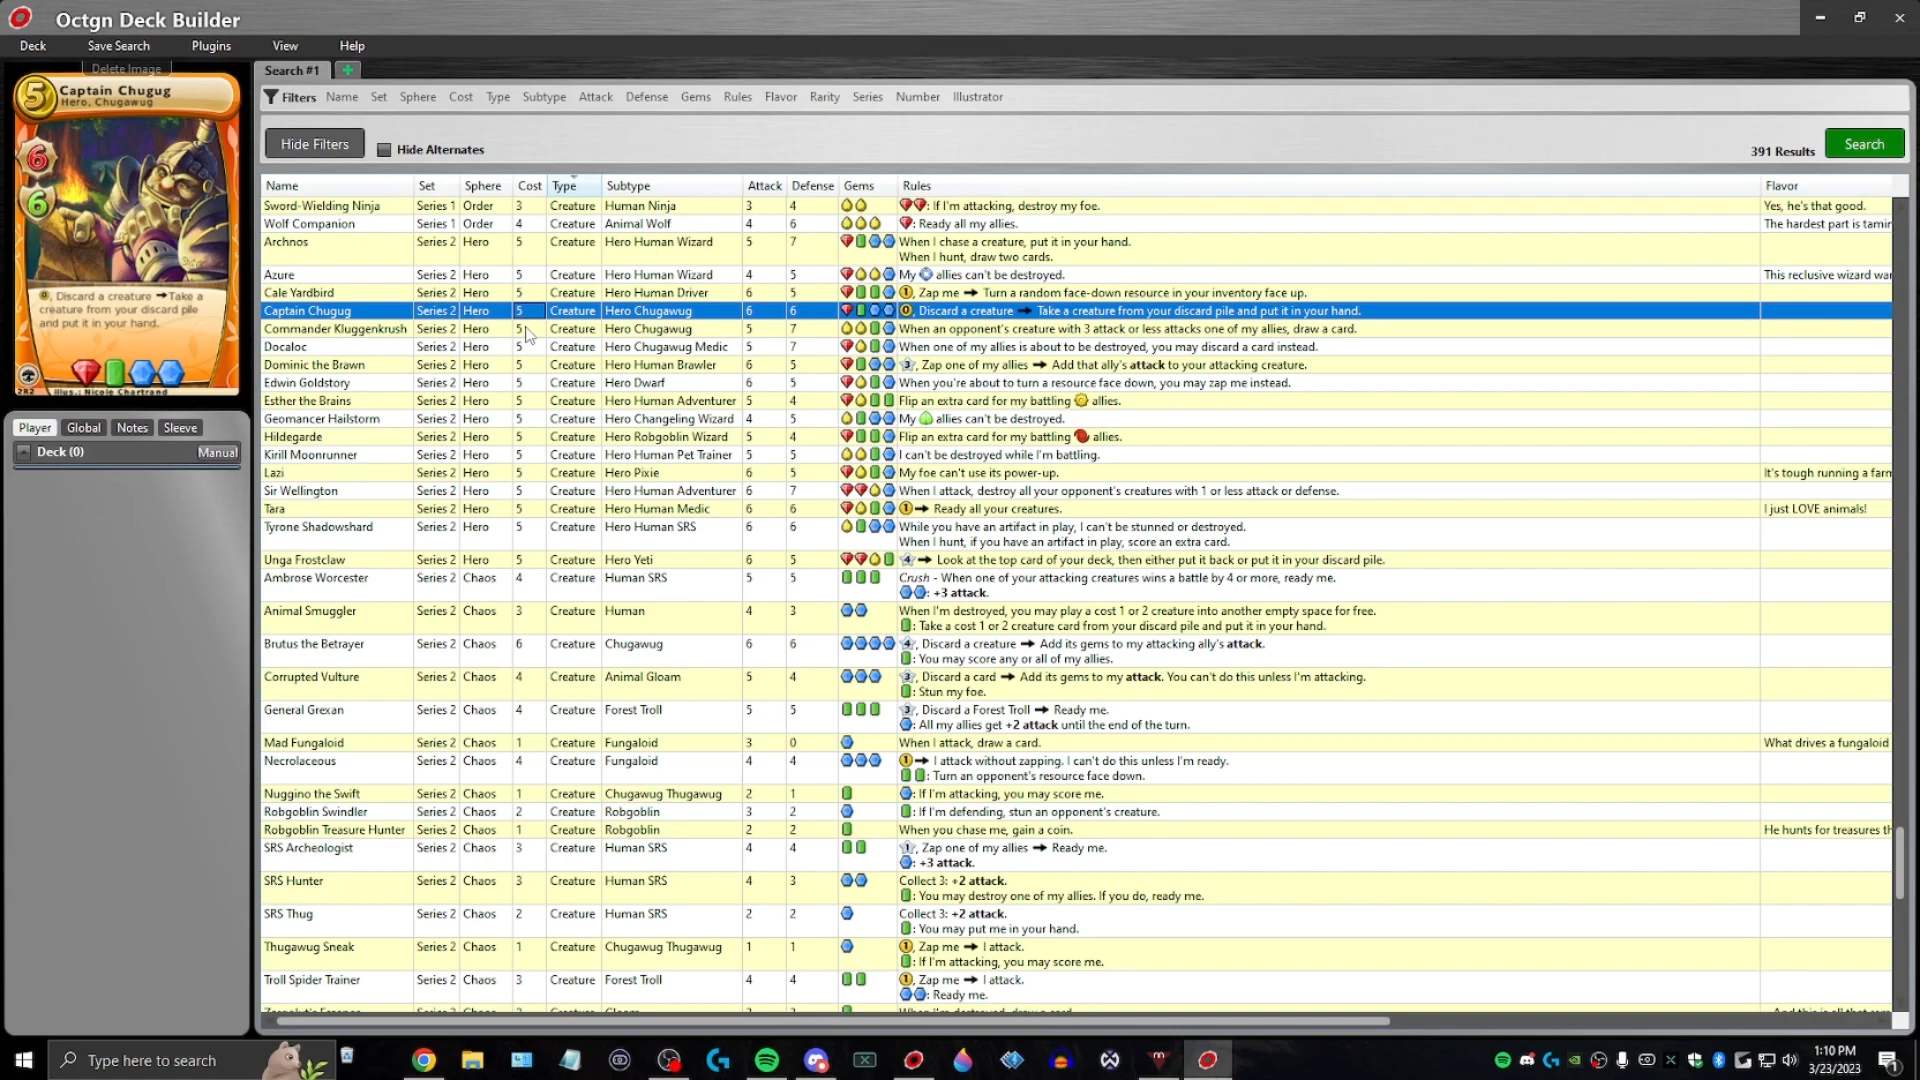 Octgn Deck Builder
Deck Save Search Plugins View Help
Delete Image
5 Captain Chugug
Hero, Chugawug
6
6
0, Discard a creature ➞ Take a
creature from your discard pile
and put it in your hand.
2R2 Illus.: Nicole Chartrand
Player Global Notes Sleeve
Deck (0) Manual
Search #1
Filters Name Set Sphere Cost Type Subtype Attack Defense Gems Rules Flavor Rarity Series Number Illustrator
Hide Filters Hide Alternates 391 Results Search
Name Set Sphere Cost Type Subtype Attack Defense Gems Rules Flavor
Sword-Wielding Ninja Series 1 Order 3 Creature Human Ninja 3 4 : If I'm attacking, destroy my foe. Yes, he's that good.
Wolf Companion Series 1 Order 4 Creature Animal Wolf 4 6 : Ready all my allies. The hardest part is tamin
Archnos Series 2 Hero 5 Creature Hero Human Wizard 5 7 When I chase a creature, put it in your hand.
When I hunt, draw two cards.
Azure Series 2 Hero 5 Creature Hero Human Wizard 4 5 My allies can't be destroyed. This reclusive wizard war
Cale Yardbird Series 2 Hero 5 Creature Hero Human Driver 6 5 1, Zap me ➞ Turn a random face-down resource in your inventory face up.
Captain Chugug Series 2 Hero 5 Creature Hero Chugawug 6 6 0, Discard a creature ➞ Take a creature from your discard pile and put it in your hand.
Commander Kluggenkrush Series 2 Hero 5 Creature Hero Chugawug 5 7 When an opponent's creature with 3 attack or less attacks one of my allies, draw a card.
Docaloc Series 2 Hero 5 Creature Hero Chugawug Medic 5 7 When one of my allies is about to be destroyed, you may discard a card instead.
Dominic the Brawn Series 2 Hero 5 Creature Hero Human Brawler 6 5 3, Zap one of my allies ➞ Add that ally's attack to your attacking creature.
Edwin Goldstory Series 2 Hero 5 Creature Hero Dwarf 6 5 When you're about to turn a resource face down, you may zap me instead.
Esther the Brains Series 2 Hero 5 Creature Hero Human Adventurer 5 4 Flip an extra card for my battling allies.
Geomancer Hailstorm Series 2 Hero 5 Creature Hero Changeling Wizard 4 5 My allies can't be destroyed.
Hildegarde Series 2 Hero 5 Creature Hero Robgoblin Wizard 5 4 Flip an extra card for my battling allies.
Kirill Moonrunner Series 2 Hero 5 Creature Hero Human Pet Trainer 5 5 I can't be destroyed while I'm battling.
Lazi Series 2 Hero 5 Creature Hero Pixie 6 5 My foe can't use its power-up. It's tough running a farm
Sir Wellington Series 2 Hero 5 Creature Hero Human Adventurer 6 7 When I attack, destroy all your opponent's creatures with 1 or less attack or defense.
Tara Series 2 Hero 5 Creature Hero Human Medic 6 6 1➞ Ready all your creatures. I just LOVE animals!
Tyrone Shadowshard Series 2 Hero 5 Creature Hero Human SRS 6 6 While you have an artifact in play, I can't be stunned or destroyed.
When I hunt, if you have an artifact in play, score an extra card.
Unga Frostclaw Series 2 Hero 5 Creature Hero Yeti 6 5 4➞ Look at the top card of your deck, then either put it back or put it in your discard pile.
Ambrose Worcester Series 2 Chaos 4 Creature Human SRS 5 5 Crush - When one of your attacking creatures wins a battle by 4 or more, ready me.
: +3 attack.
Animal Smuggler Series 2 Chaos 3 Creature Human 4 3 When I'm destroyed, you may play a cost 1 or 2 creature into another empty space for free.
: Take a cost 1 or 2 creature card from your discard pile and put it in your hand.
Brutus the Betrayer Series 2 Chaos 6 Creature Chugawug 6 6 4, Discard a creature ➞ Add its gems to my attacking ally's attack.
: You may score any or all of my allies.
Corrupted Vulture Series 2 Chaos 4 Creature Animal Gloam 5 4 3, Discard a card ➞ Add its gems to my attack. You can't do this unless I'm attacking.
: Stun my foe.
General Grexan Series 2 Chaos 4 Creature Forest Troll 5 5 3, Discard a Forest Troll ➞ Ready me.
: All my allies get +2 attack until the end of the turn.
Mad Fungaloid Series 2 Chaos 1 Creature Fungaloid 3 0 When I attack, draw a card. What drives a fungaloid
Necrolaceous Series 2 Chaos 4 Creature Fungaloid 4 4 1➞ I attack without zapping. I can't do this unless I'm ready.
: Turn an opponent's resource face down.
Nuggino the Swift Series 2 Chaos 1 Creature Chugawug Thugawug 2 1 : If I'm attacking, you may score me.
Robgoblin Swindler Series 2 Chaos 2 Creature Robgoblin 3 2 : If I'm defending, stun an opponent's creature.
Robgoblin Treasure Hunter Series 2 Chaos 1 Creature Robgoblin 2 2 When you chase me, gain a coin. He hunts for treasures th
SRS Archeologist Series 2 Chaos 3 Creature Human SRS 4 4 1, Zap one of my allies ➞ Ready me.
: +3 attack.
SRS Hunter Series 2 Chaos 3 Creature Human SRS 4 3 Collect 3: +2 attack.
: You may destroy one of my allies. If you do, ready me.
SRS Thug Series 2 Chaos 2 Creature Human SRS 2 2 Collect 3: +2 attack.
: You may put me in your hand.
Thugawug Sneak Series 2 Chaos 1 Creature Chugawug Thugawug 1 1 1, Zap me ➞ I attack.
: If I'm attacking, you may score me.
Troll Spider Trainer Series 2 Chaos 3 Creature Forest Troll 4 4 1, Zap me ➞ I attack.
: Ready me.
Type here to search
1:10 PM
3/23/2023
1